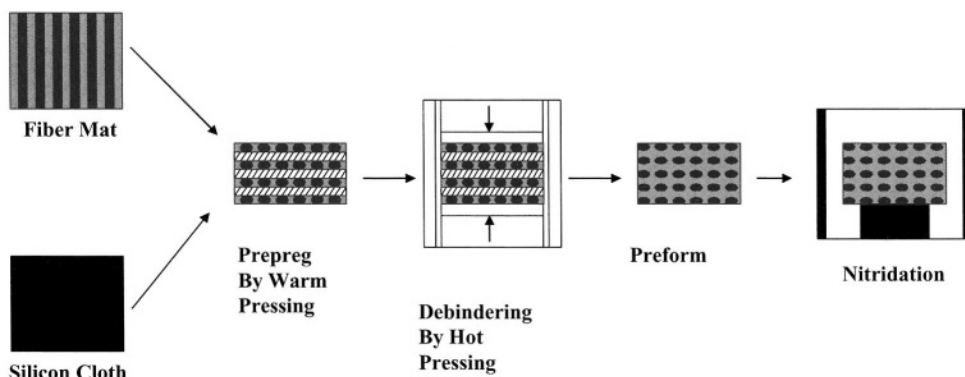 Fiber Mat
Silicon Cloth
Prepreg
By Warm
Pressing
Debindering
By Hot
Pressing
Preform
Nitridation